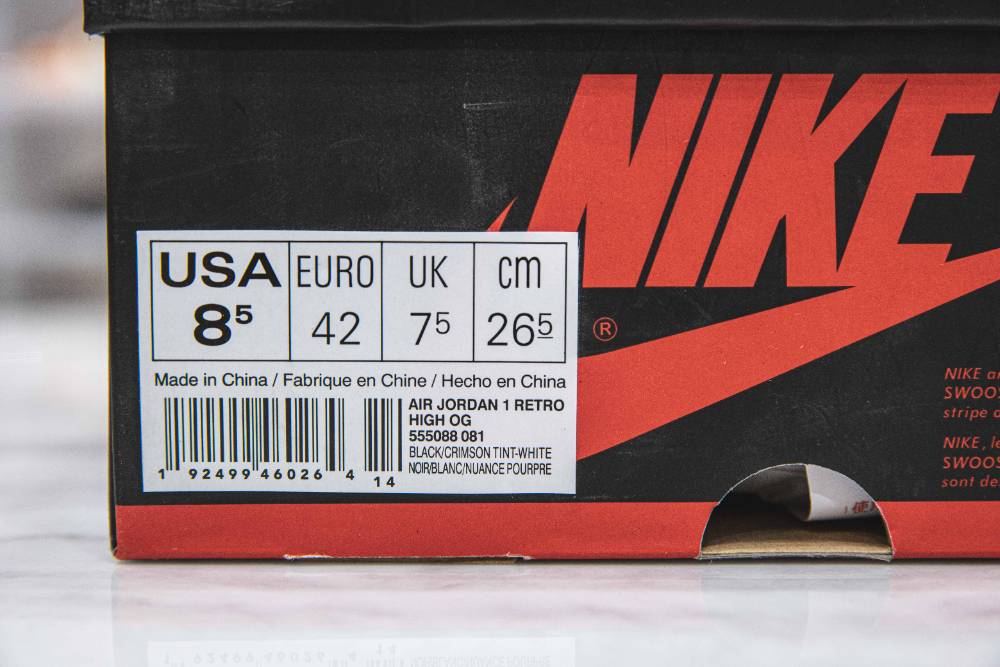 NIKE
®
USA EURO UK cm
8⁵ 42 7⁵ 26⁵
Made in China / Fabrique en Chine / Hecho en China
AIR JORDAN 1 RETRO
HIGH OG
555088 081
BLACK/CRIMSON TINT-WHITE
NOIR/BLANC/NUANCE POURPRE
1 92499 46026 4 14
NIKE
SWOOS
stripe
NIKE, le
SWOOS
sont de